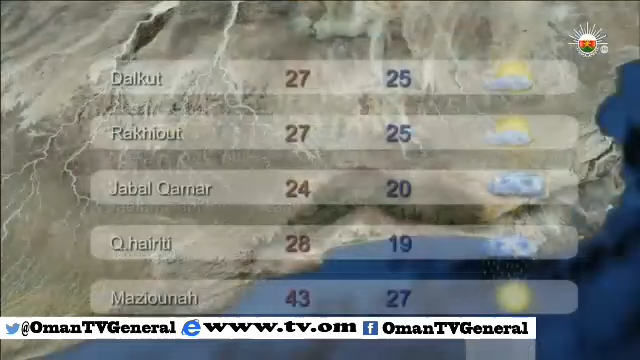 Dalkut 27 25
Rakhiout 27 25
Jabal Qamar 24 20
Q.hairiti 28 19
Maziounah 43 27
@OmanTVGeneral www.tv.om OmanTVGeneral